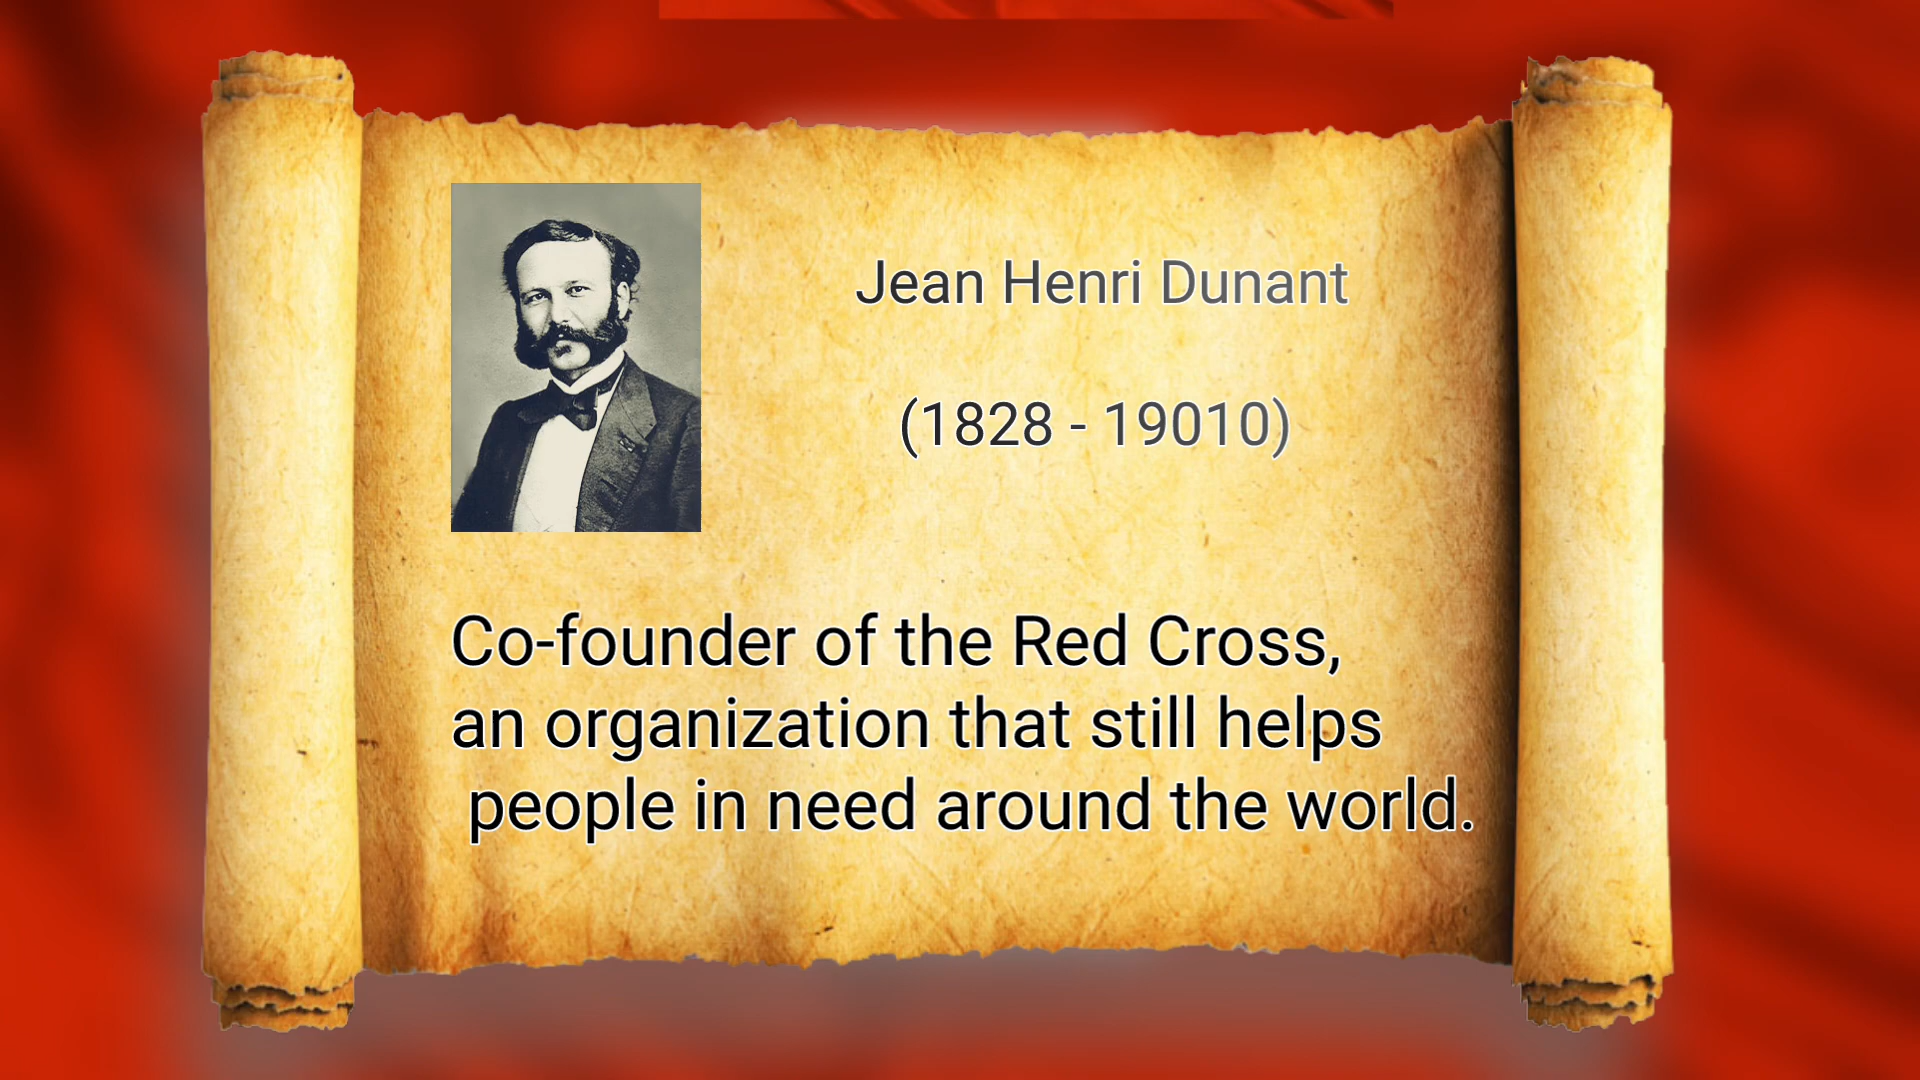 Jean Henri Dunant
(1828 - 19010)
Co-founder of the Red Cross,
an organization that still helps
people in need around the world.